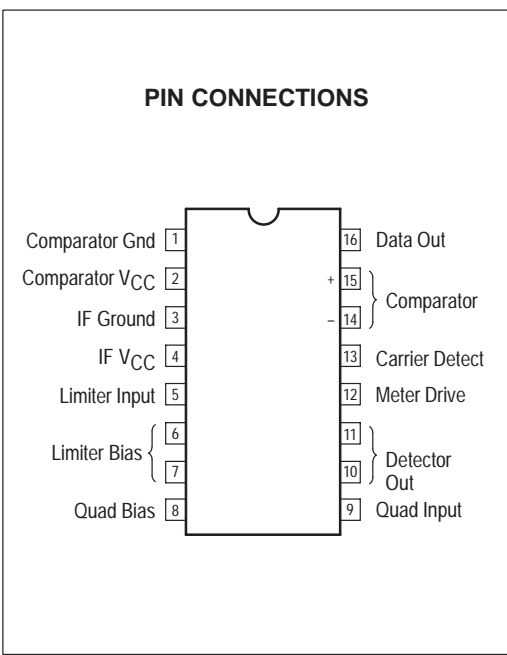 PIN CONNECTIONS
Comparator Gnd 1
Comparator VCC 2
IF Ground 3
IF VCC 4
Limiter Input 5
Limiter Bias
6
7
Quad Bias 8
16 Data Out
+ 15
– 14
Comparator
13 Carrier Detect
12 Meter Drive
11
10
Detector
Out
9 Quad Input